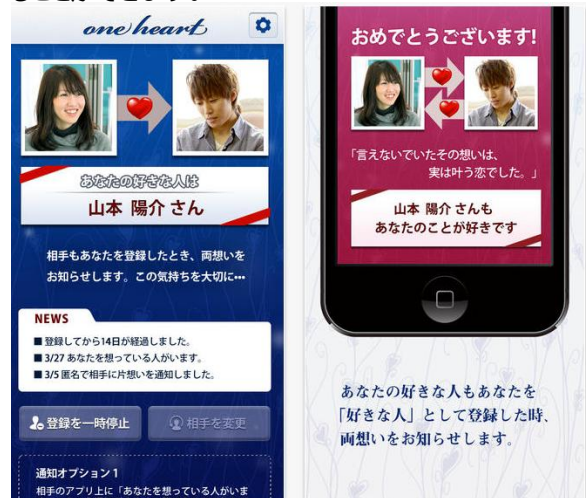 one heart
あなたの好きな人は
山本 陽介 さん
相手もあなたを登録したとき、両想いを
お知らせします。この気持ちを大切に…
NEWS
■ 登録してから14日が経過しました。
■ 3/27 あなたを想っている人がいます。
■ 3/5 匿名で相手に片想いを通知しました。
登録を一時停止
相手を変更
通知オプション 1
相手のアプリ上に「あなたを想っている人がいま
おめでとうございます!
「言えないでいたその想いは、
実は叶う恋でした。」
山本 陽介 さんも
あなたのことが好きです
あなたの好きな人もあなたを
「好きな人」として登録した時、
両想いをお知らせします。